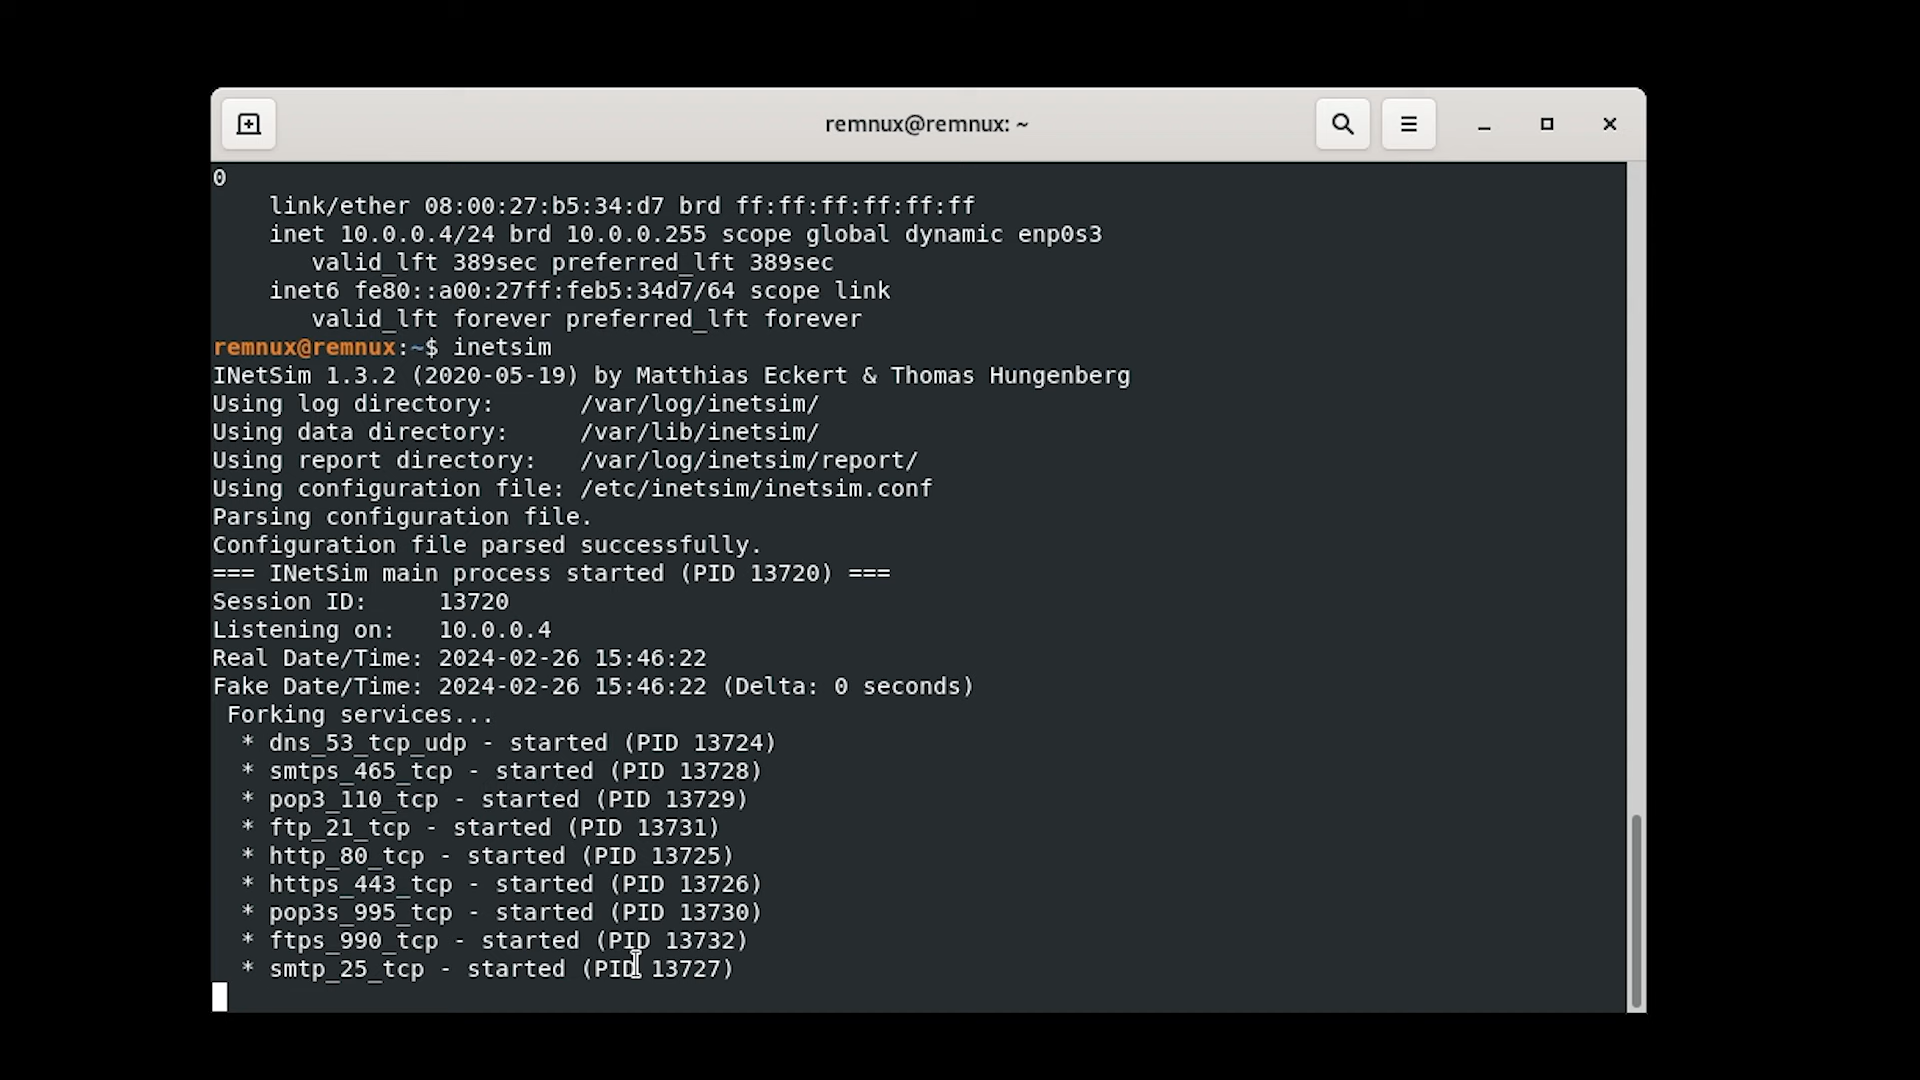 remnux@remnux: ~
0
    link/ether 08:00:27:b5:34:d7 brd ff:ff:ff:ff:ff:ff
    inet 10.0.0.4/24 brd 10.0.0.255 scope global dynamic enp0s3
       valid_lft 389sec preferred_lft 389sec
    inet6 fe80::a00:27ff:feb5:34d7/64 scope link
       valid_lft forever preferred_lft forever
remnux@remnux:~$ inetsim
INetSim 1.3.2 (2020-05-19) by Matthias Eckert & Thomas Hungenberg
Using log directory:      /var/log/inetsim/
Using data directory:     /var/lib/inetsim/
Using report directory:   /var/log/inetsim/report/
Using configuration file: /etc/inetsim/inetsim.conf
Parsing configuration file.
Configuration file parsed successfully.
=== INetSim main process started (PID 13720) ===
Session ID:     13720
Listening on:   10.0.0.4
Real Date/Time: 2024-02-26 15:46:22
Fake Date/Time: 2024-02-26 15:46:22 (Delta: 0 seconds)
 Forking services...
  * dns_53_tcp_udp - started (PID 13724)
  * smtps_465_tcp - started (PID 13728)
  * pop3_110_tcp - started (PID 13729)
  * ftp_21_tcp - started (PID 13731)
  * http_80_tcp - started (PID 13725)
  * https_443_tcp - started (PID 13726)
  * pop3s_995_tcp - started (PID 13730)
  * ftps_990_tcp - started (PID 13732)
  * smtp_25_tcp - started (PID 13727)